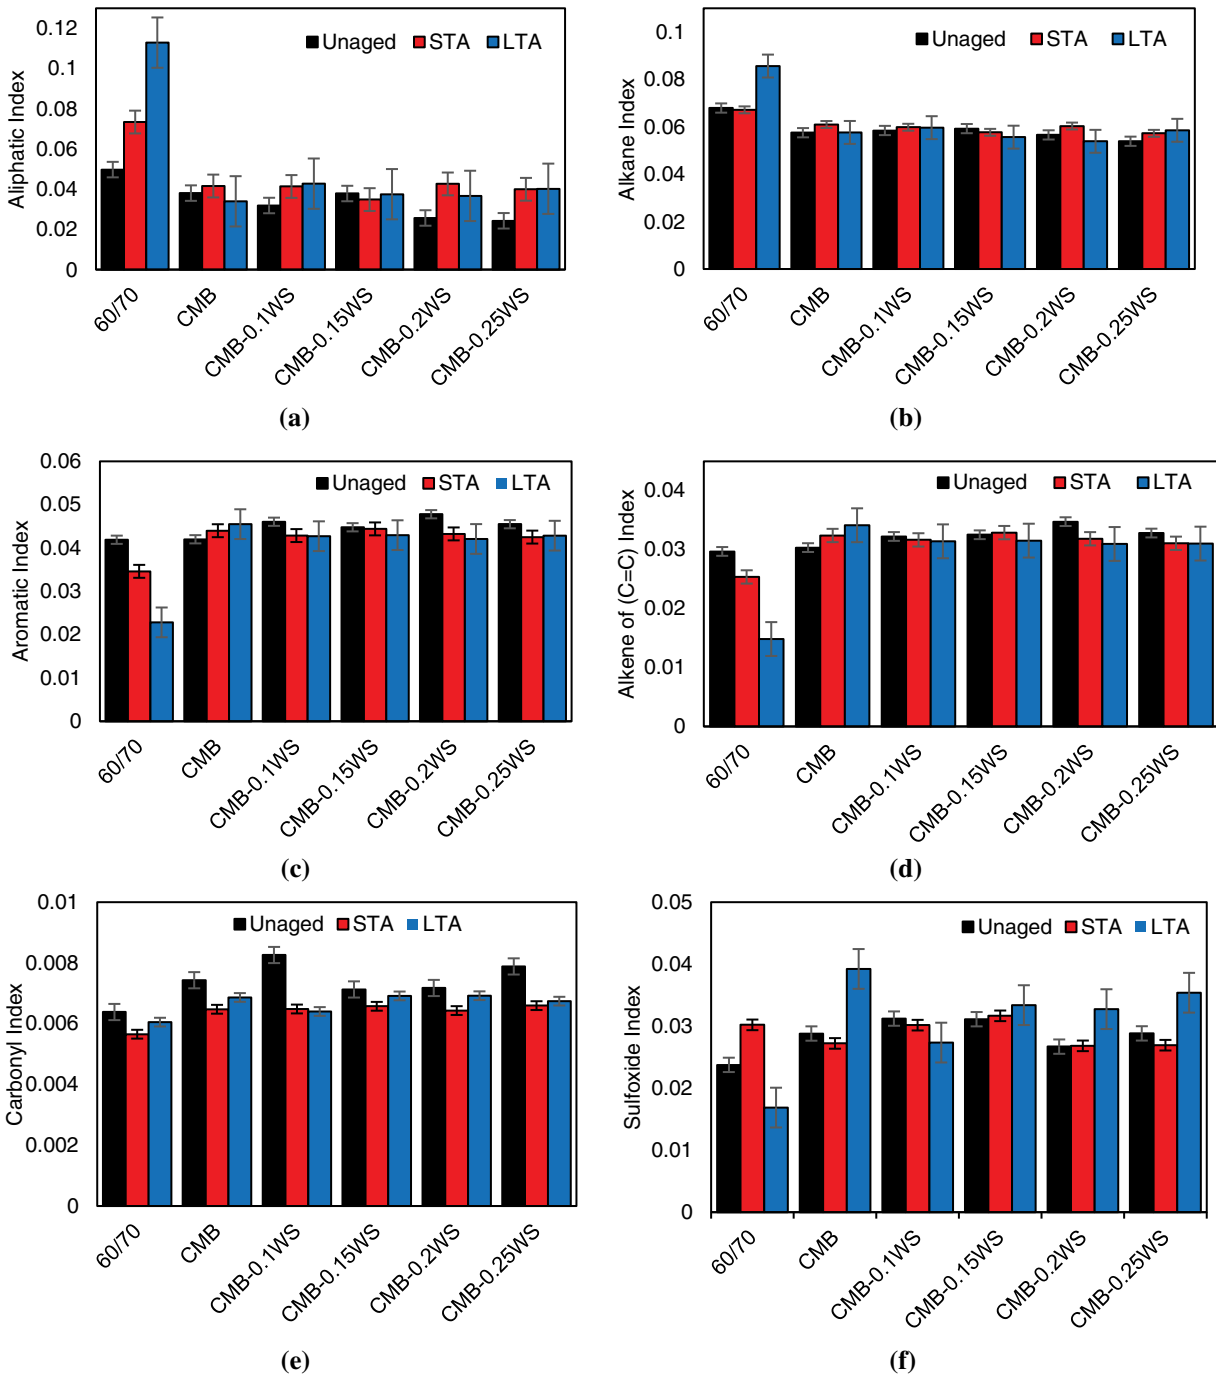 Aliphatic Index
0.12
0.1
0.08
0.06
0.04
0.02
0
Unaged STA LTA
60/70 CMB CMB-0.1WS CMB-0.15WS CMB-0.2WS CMB-0.25WS
(a)
Alkane Index
0.1
0.08
0.06
0.04
0.02
0
Unaged STA LTA
60/70 CMB CMB-0.1WS CMB-0.15WS CMB-0.2WS CMB-0.25WS
(b)
Aromatic Index
0.06
0.05
0.04
0.03
0.02
0.01
0
Unaged STA LTA
60/70 CMB CMB-0.1WS CMB-0.15WS CMB-0.2WS CMB-0.25WS
(c)
Alkene of (C=C) Index
0.04
0.03
0.02
0.01
0
Unaged STA LTA
60/70 CMB CMB-0.1WS CMB-0.15WS CMB-0.2WS CMB-0.25WS
(d)
Carbonyl Index
0.01
0.008
0.006
0.004
0.002
0
Unaged STA LTA
60/70 CMB CMB-0.1WS CMB-0.15WS CMB-0.2WS CMB-0.25WS
(e)
Sulfoxide Index
0.05
0.04
0.03
0.02
0.01
0
Unaged STA LTA
60/70 CMB CMB-0.1WS CMB-0.15WS CMB-0.2WS CMB-0.25WS
(f)